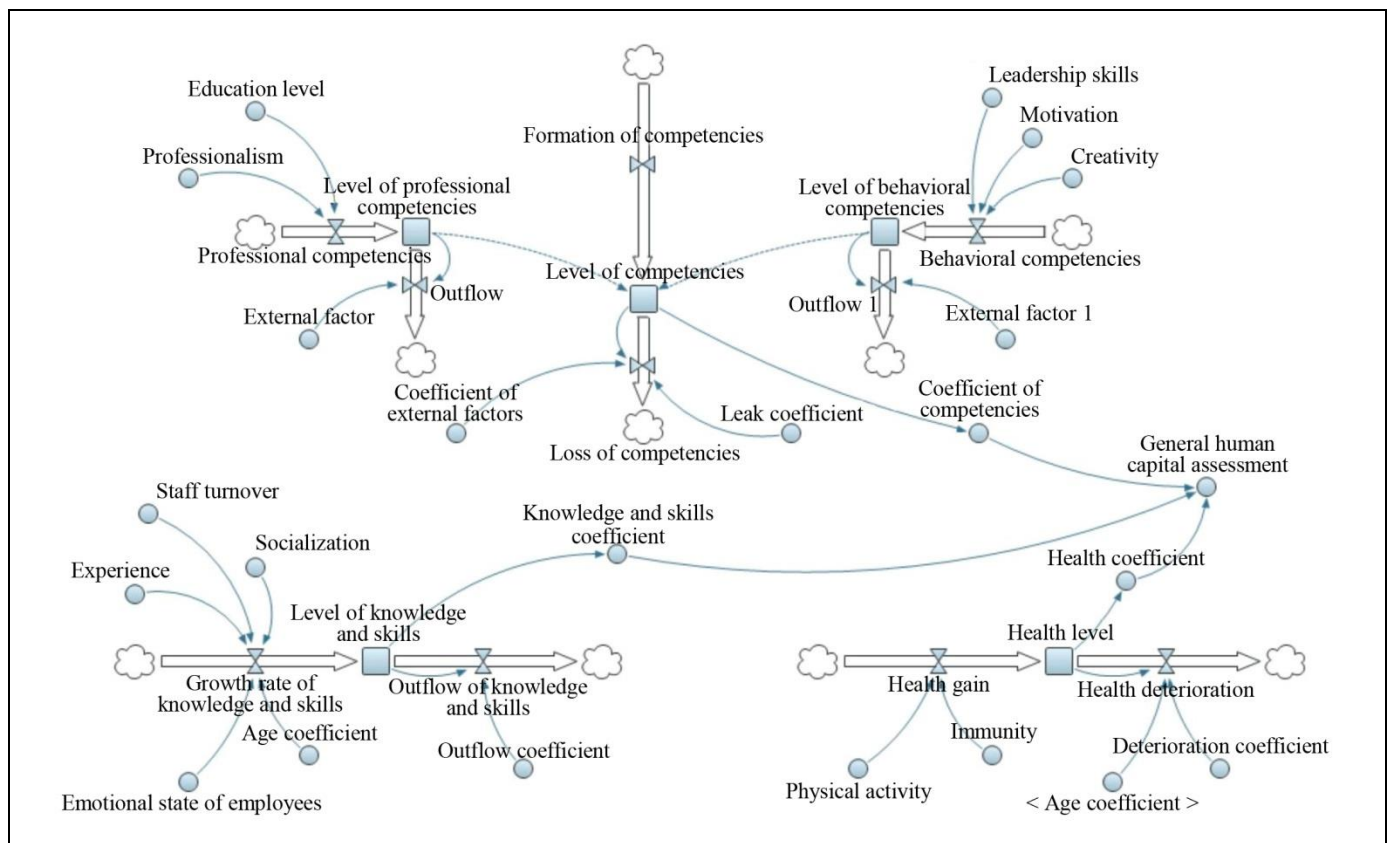 Education level
Professionalism
Level of professional
competencies
Professional competencies
Outflow
External factor
Formation of competencies
Level of competencies
Leadership skills
Motivation
Creativity
Level of behavioral
competencies
Behavioral competencies
Outflow 1
External factor 1
Coefficient of
external factors
Leak coefficient
Loss of competencies
Coefficient of
competencies
General human
capital assessment
Staff turnover
Socialization
Experience
Knowledge and skills
coefficient
Level of knowledge
and skills
Growth rate of
knowledge and skills
Outflow of knowledge
and skills
Age coefficient
Outflow coefficient
Emotional state of employees
Health coefficient
Health level
Health gain
Health deterioration
Immunity
Deterioration coefficient
Physical activity
< Age coefficient >